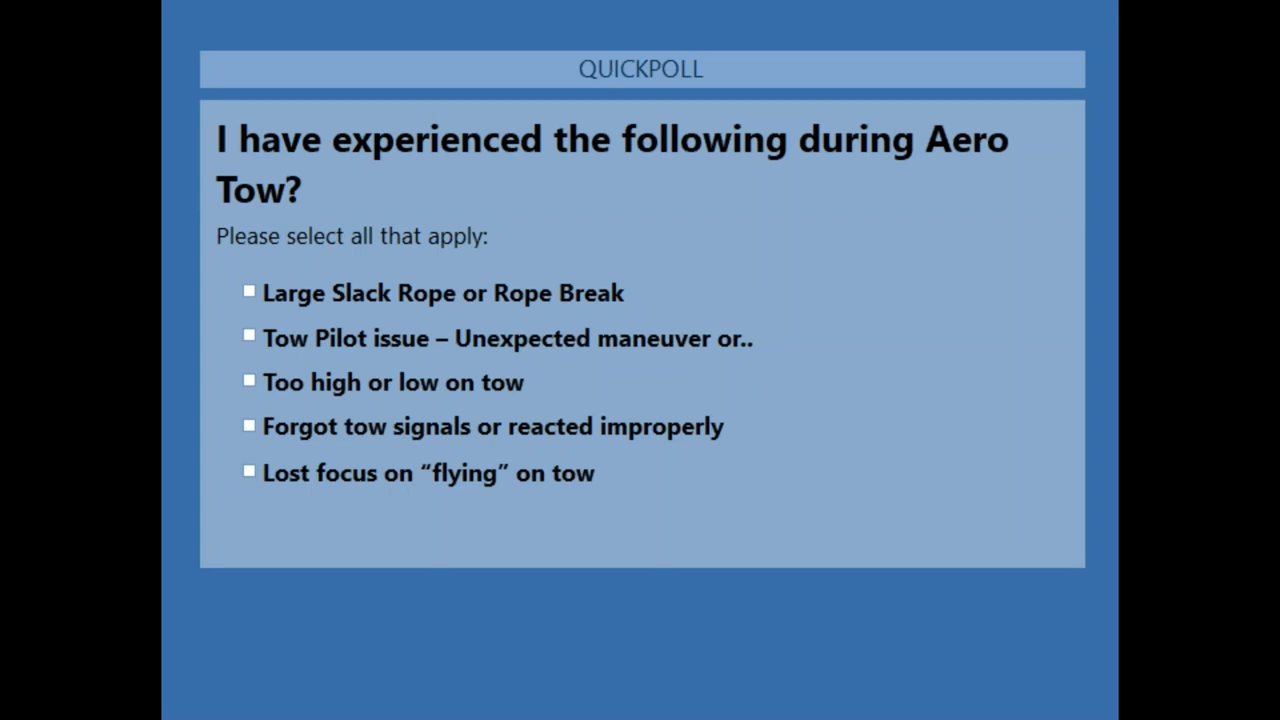 QUICKPOLL
I have experienced the following during Aero
Tow?
Please select all that apply:
Large Slack Rope or Rope Break
Tow Pilot issue – Unexpected maneuver or..
Too high or low on tow
Forgot tow signals or reacted improperly
Lost focus on “flying” on tow